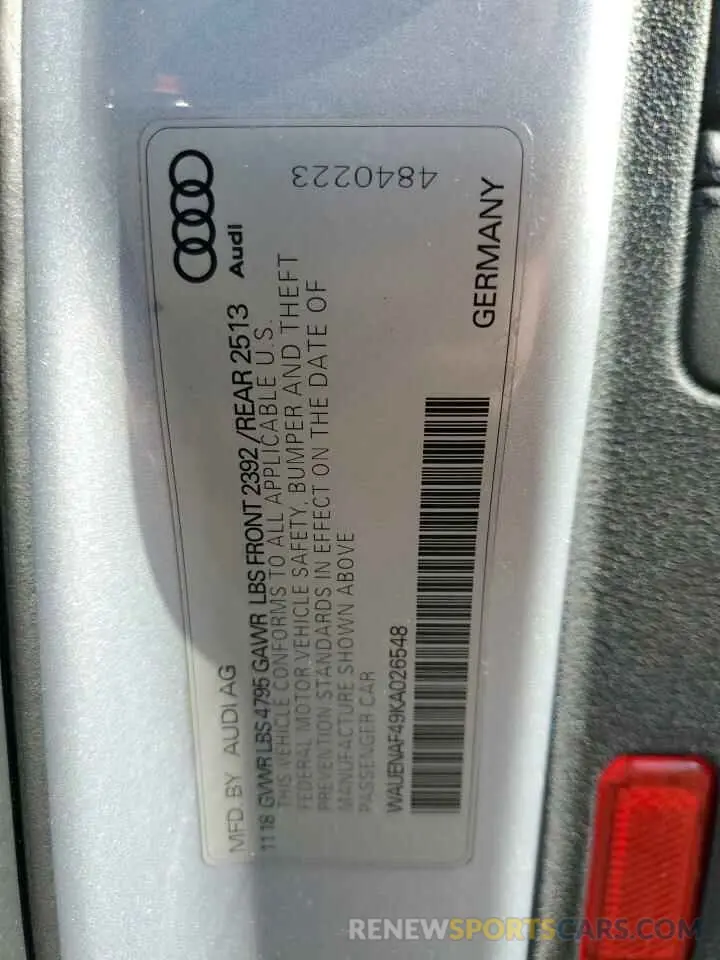 MFD. BY AUDI AG
Audi
11 18 GVWR LBS 4795 GAWR LBS FRONT 2392 / REAR 2513
THIS VEHICLE CONFORMS TO ALL APPLICABLE U.S.
FEDERAL MOTOR VEHICLE SAFETY, BUMPER AND THEFT
PREVENTION STANDARDS IN EFFECT ON THE DATE OF
MANUFACTURE SHOWN ABOVE
PASSENGER CAR
4840223
WAUENAF49KA026548
GERMANY
RENEWSPORTSCARS.COM